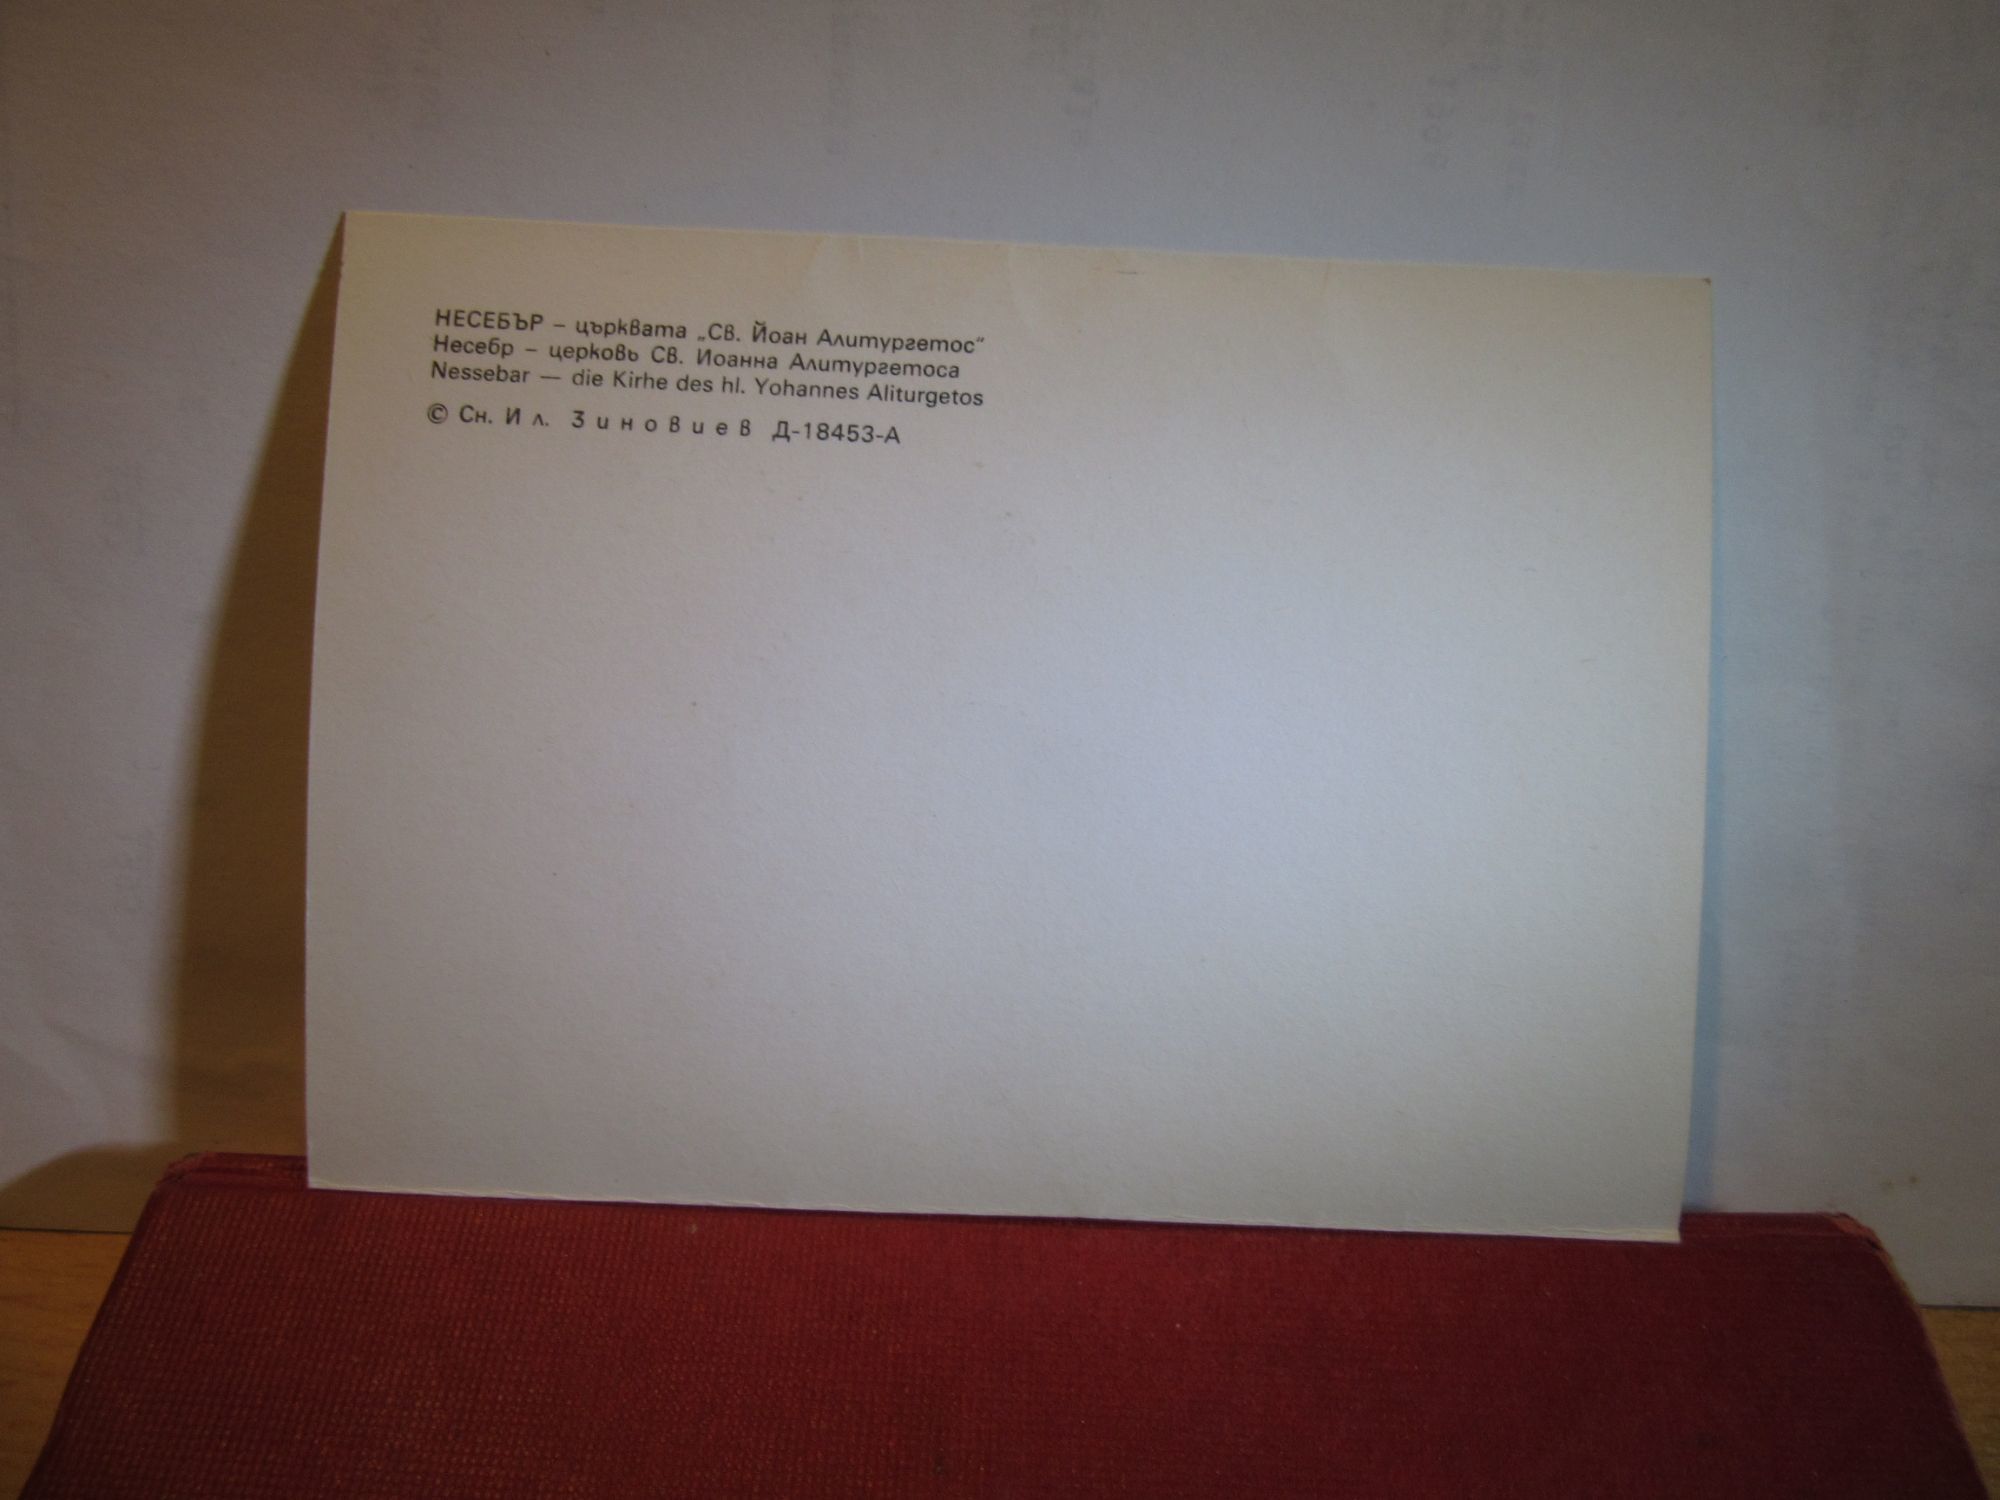 НЕСЕБЪР – църквата „Св. Йоан Алитургетос“
Несебр – церковь Св. Иоанна Алитургетоса
Nessebar — die Kirhe des hl. Yohannes Aliturgetos
© Сн. Ил. Зиновиев Д-18453-А